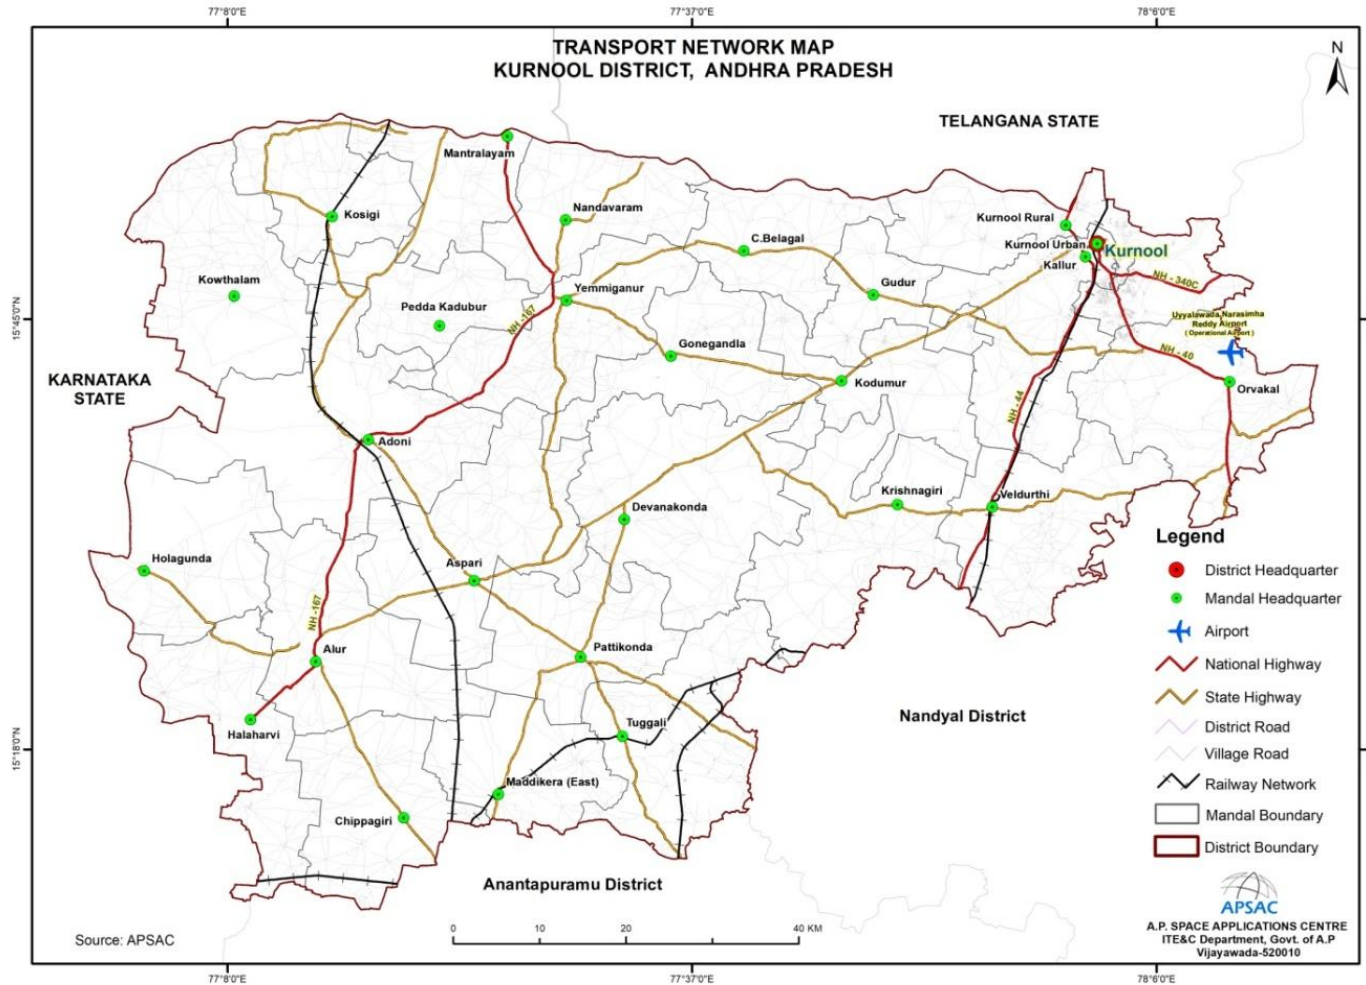 77°8'0"E
77°37'0"E
78°6'0"E
TRANSPORT NETWORK MAP
KURNOOL DISTRICT, ANDHRA PRADESH
N
TELANGANA STATE
Mantralayam
Kosigi
Nandavaram
C.Belagal
Kurnool Rural
Kurnool Urban
Kurnool
Kallur
Kowthalam
Pedda Kadubur
Yemmiganur
Gudur
NH - 340C
NH -167
Uyyalawada Narasimha
Reddy Airport
( Operational Airport )
15°45'0"N
Gonegandla
NH - 40
KARNATAKA
STATE
Kodumur
Orvakal
NH - 44
Adoni
Krishnagiri
Veldurthi
Devanakonda
Holagunda
Aspari
NH -167
Alur
Pattikonda
Halaharvi
Tuggali
Nandyal District
15°18'0"N
Maddikera (East)
Chippagiri
Anantapuramu District
Legend
District Headquarter
Mandal Headquarter
Airport
National Highway
State Highway
District Road
Village Road
Railway Network
Mandal Boundary
District Boundary
APSAC
A.P. SPACE APPLICATIONS CENTRE
ITE&C Department, Govt. of A.P
Vijayawada-520010
Source: APSAC
0 10 20 40 KM
77°8'0"E
77°37'0"E
78°6'0"E